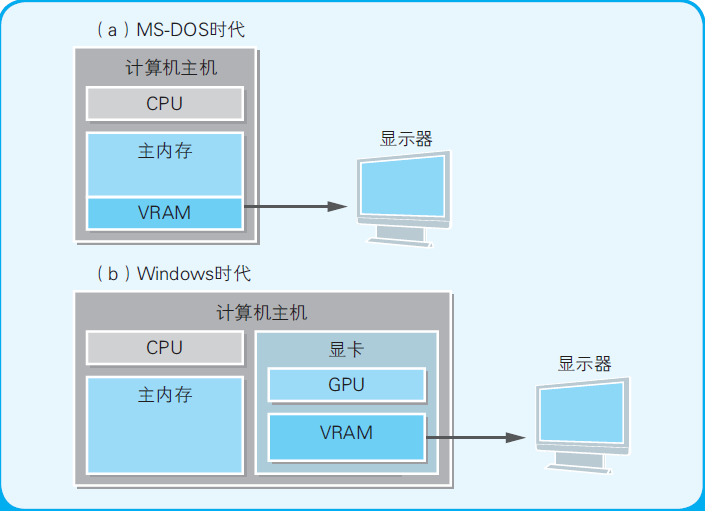 （a）MS-DOS时代
计算机主机
CPU
主内存
VRAM
显示器
（b）Windows时代
计算机主机
CPU
主内存
显卡
GPU
VRAM
显示器